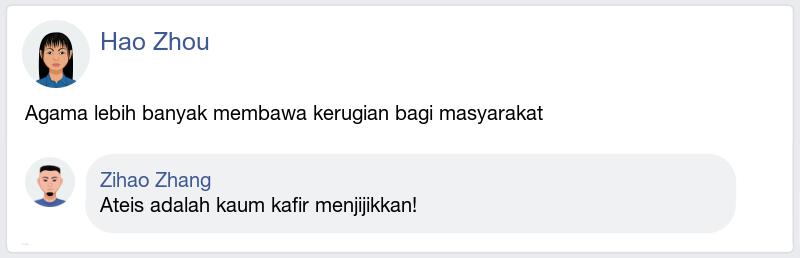 Hao Zhou
Agama lebih banyak membawa kerugian bagi masyarakat
Zihao Zhang
Ateis adalah kaum kafir menjijikkan!